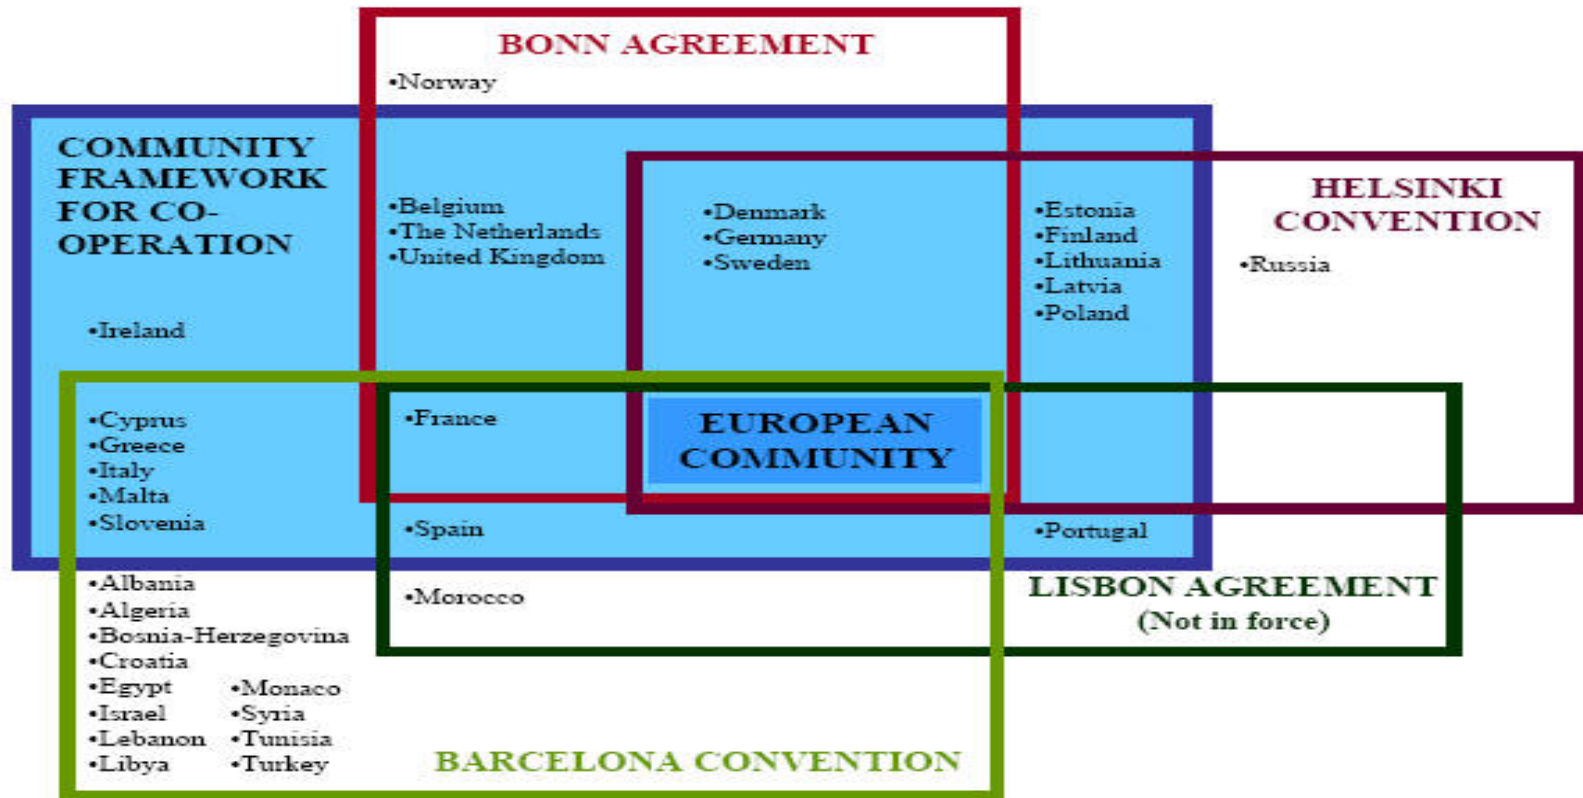 BONN AGREEMENT
•Norway
COMMUNITY
FRAMEWORK
FOR CO-
OPERATION
•Belgium
•The Netherlands
•United Kingdom
•Denmark
•Germany
•Sweden
•Estonia
•Finland
•Lithuania
•Latvia
•Poland
HELSINKI
CONVENTION
•Russia
•Ireland
•Cyprus
•Greece
•Italy
•Malta
•Slovenia
•France
EUROPEAN
COMMUNITY
•Spain
•Portugal
•Albania
•Algeria
•Bosnia-Herzegovina
•Croatia
•Egypt
•Israel
•Lebanon
•Libya
•Monaco
•Syria
•Tunisia
•Turkey
•Morocco
LISBON AGREEMENT
(Not in force)
BARCELONA CONVENTION